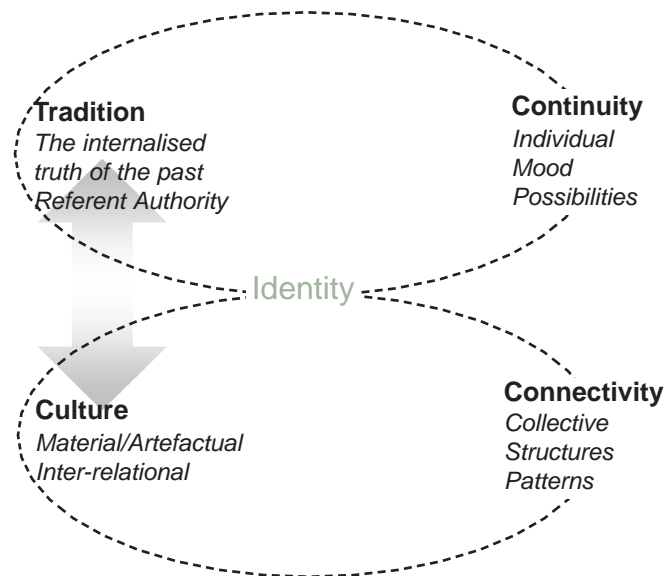 Tradition
The internalised
truth of the past
Referent Authority
Continuity
Individual
Mood
Possibilities
Identity
Culture
Material/Artefactual
Inter-relational
Connectivity
Collective
Structures
Patterns